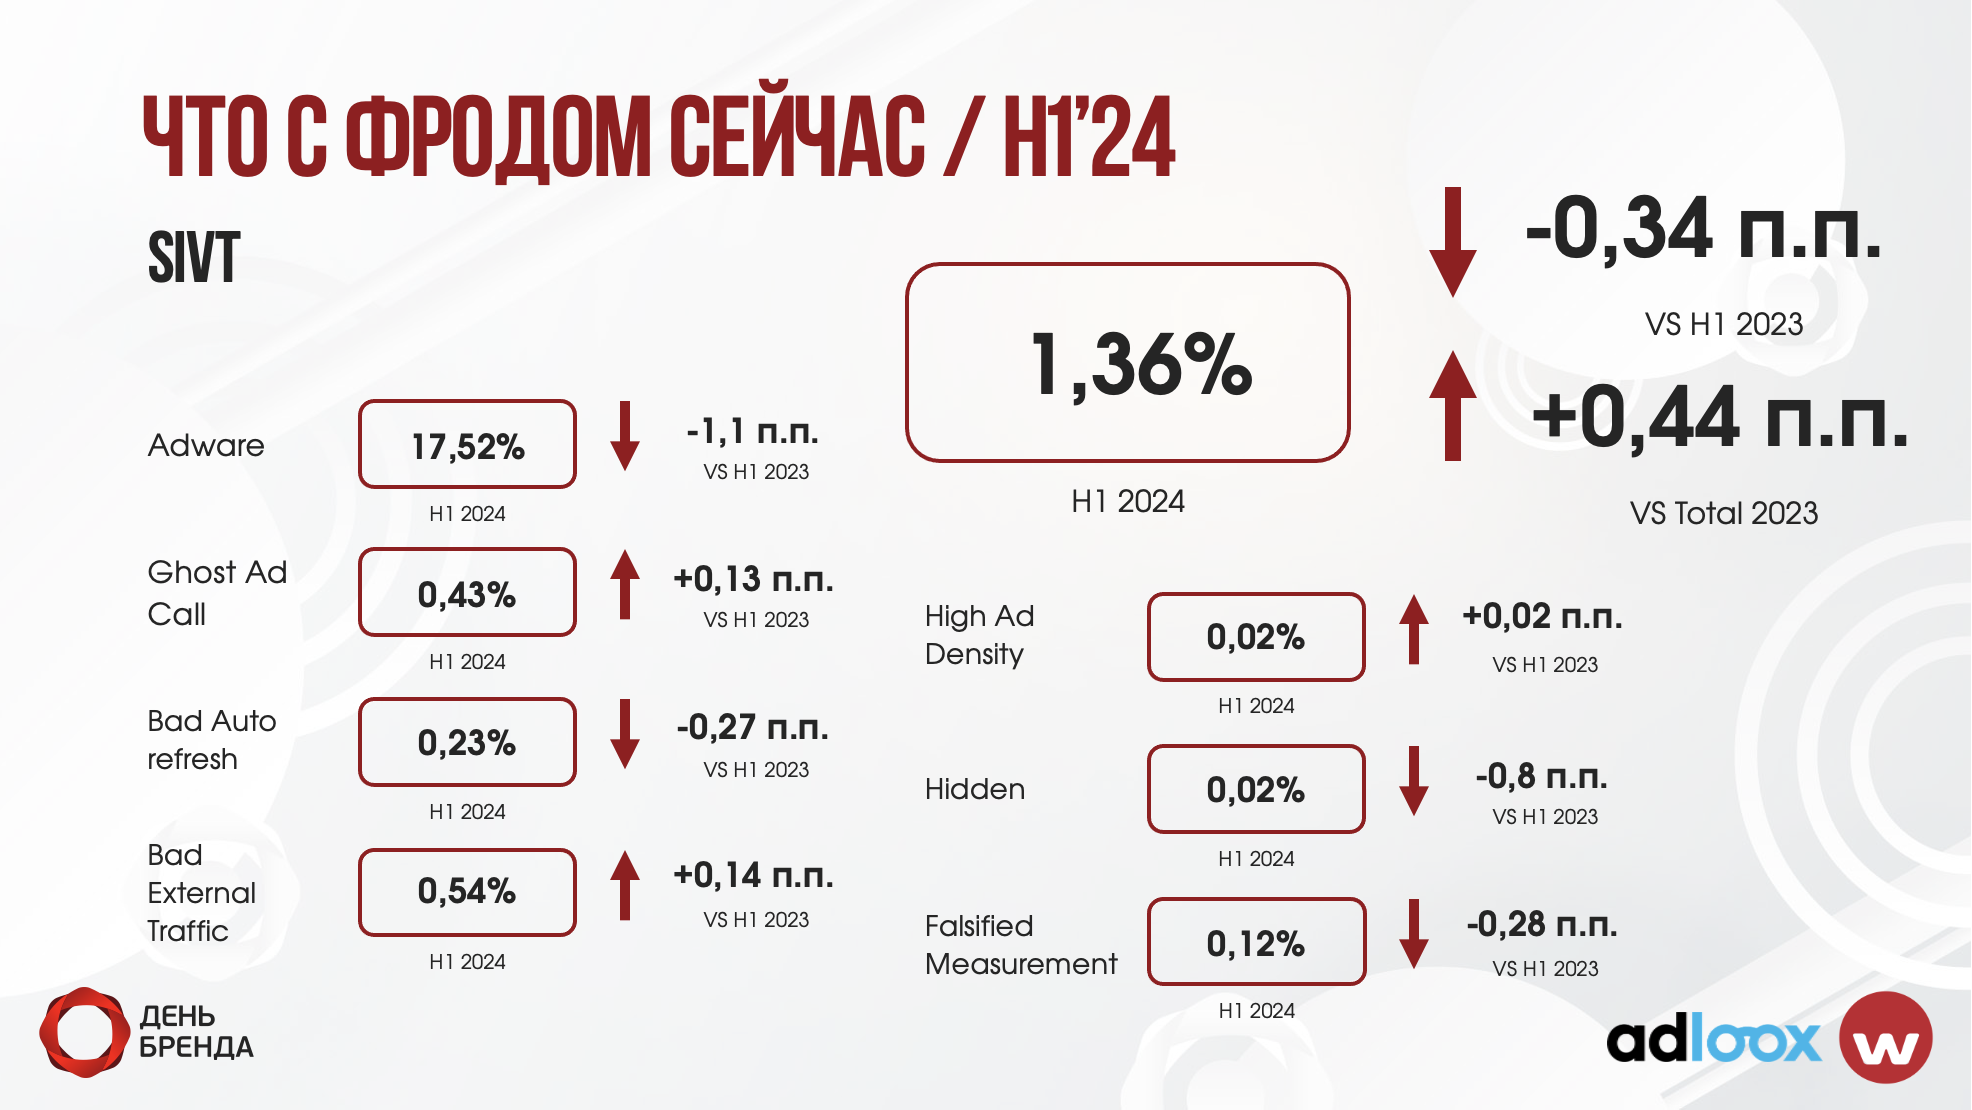 ЧТО С ФРОДОМ СЕЙЧАС / H1’24
SIVT
1,36%
H1 2024
-0,34 п.п.
VS H1 2023
+0,44 п.п.
VS Total 2023
Adware
17,52%
H1 2024
-1,1 п.п.
VS H1 2023
Ghost Ad
Call
0,43%
H1 2024
+0,13 п.п.
VS H1 2023
Bad Auto
refresh
0,23%
H1 2024
-0,27 п.п.
VS H1 2023
Bad
External
Traffic
0,54%
H1 2024
+0,14 п.п.
VS H1 2023
High Ad
Density
0,02%
H1 2024
+0,02 п.п.
VS H1 2023
Hidden
0,02%
H1 2024
-0,8 п.п.
VS H1 2023
Falsified
Measurement
0,12%
H1 2024
-0,28 п.п.
VS H1 2023
ДЕНЬ
БРЕНДА
adloox
w